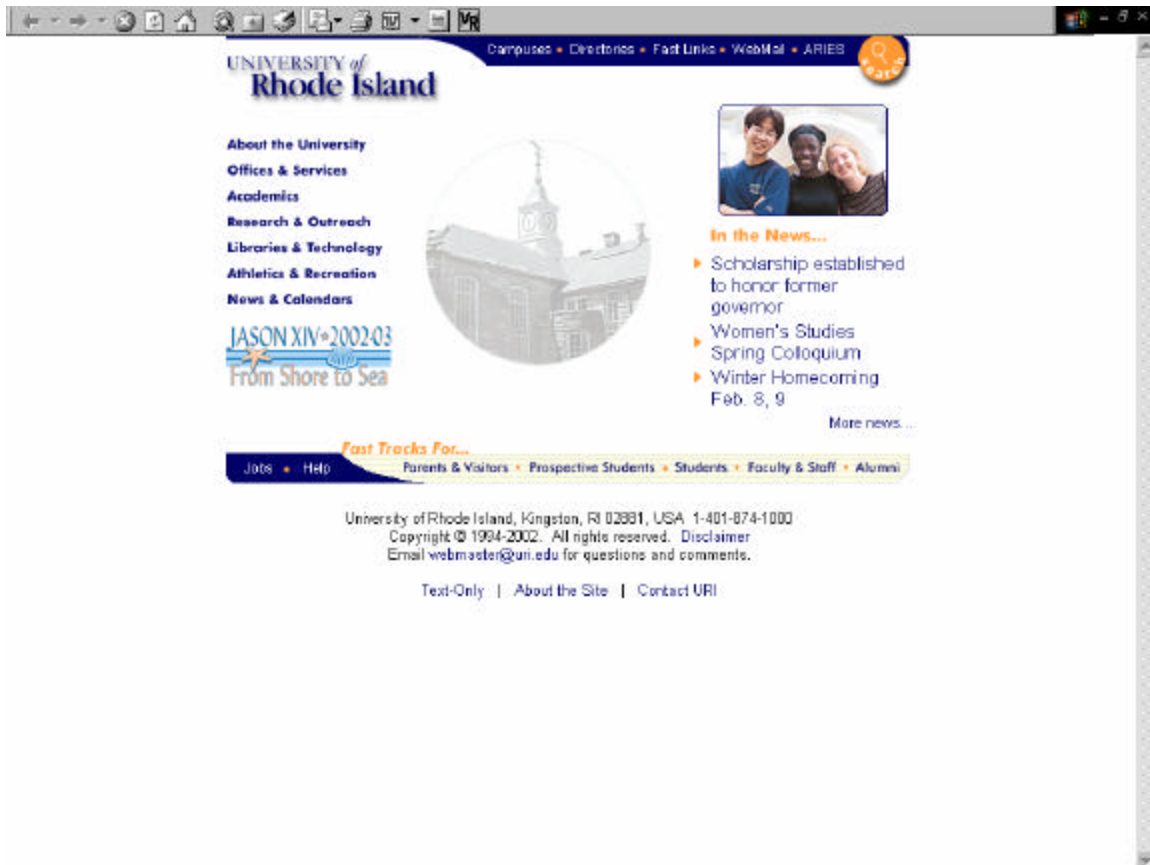 Campuses • Directories • Fast Links • WebMail • ARIES
search
UNIVERSITY of
Rhode Island
About the University
Offices & Services
Academics
Research & Outreach
Libraries & Technology
Athletics & Recreation
News & Calendars
JASON XIV 2002-03
From Shore to Sea
In the News...
Scholarship established
to honor former
governor
Women's Studies
Spring Colloquium
Winter Homecoming
Feb. 8, 9
More news...
Fast Tracks For...
Jobs • Help
Parents & Visitors • Prospective Students • Students • Faculty & Staff • Alumni
University of Rhode Island, Kingston, RI 02881, USA 1-401-874-1000
Copyright © 1994-2002. All rights reserved. Disclaimer
Email webmaster@uri.edu for questions and comments.
Text-Only | About the Site | Contact URI